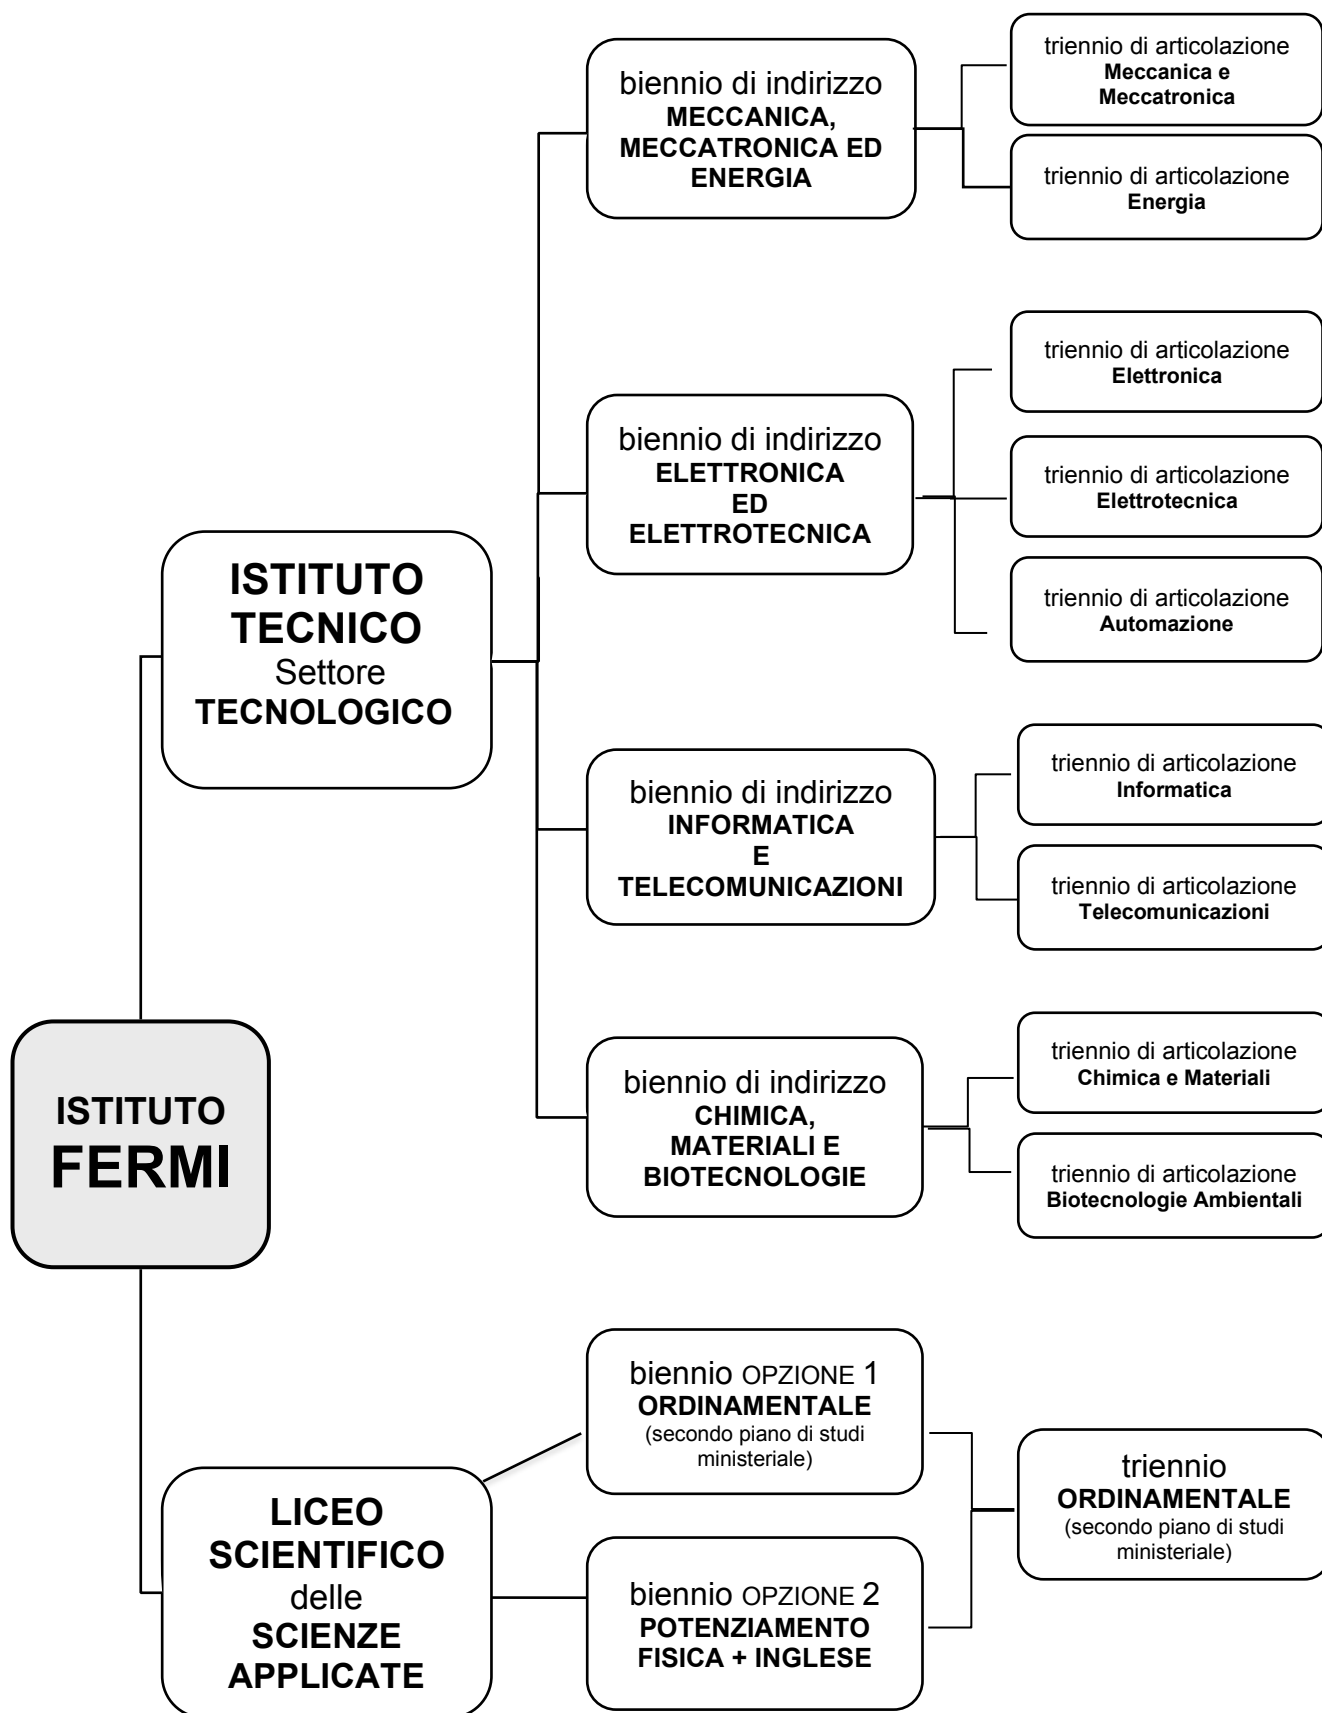 ISTITUTO
FERMI
ISTITUTO
TECNICO
Settore
TECNOLOGICO
biennio di indirizzo
MECCANICA,
MECCATRONICA ED
ENERGIA
triennio di articolazione
Meccanica e
Meccatronica
triennio di articolazione
Energia
biennio di indirizzo
ELETTRONICA
ED
ELETTROTECNICA
triennio di articolazione
Elettronica
triennio di articolazione
Elettrotecnica
triennio di articolazione
Automazione
biennio di indirizzo
INFORMATICA
E
TELECOMUNICAZIONI
triennio di articolazione
Informatica
triennio di articolazione
Telecomunicazioni
biennio di indirizzo
CHIMICA,
MATERIALI E
BIOTECNOLOGIE
triennio di articolazione
Chimica e Materiali
triennio di articolazione
Biotecnologie Ambientali
LICEO
SCIENTIFICO
delle
SCIENZE
APPLICATE
biennio OPZIONE 1
ORDINAMENTALE
(secondo piano di studi
ministeriale)
biennio OPZIONE 2
POTENZIAMENTO
FISICA + INGLESE
triennio
ORDINAMENTALE
(secondo piano di studi
ministeriale)